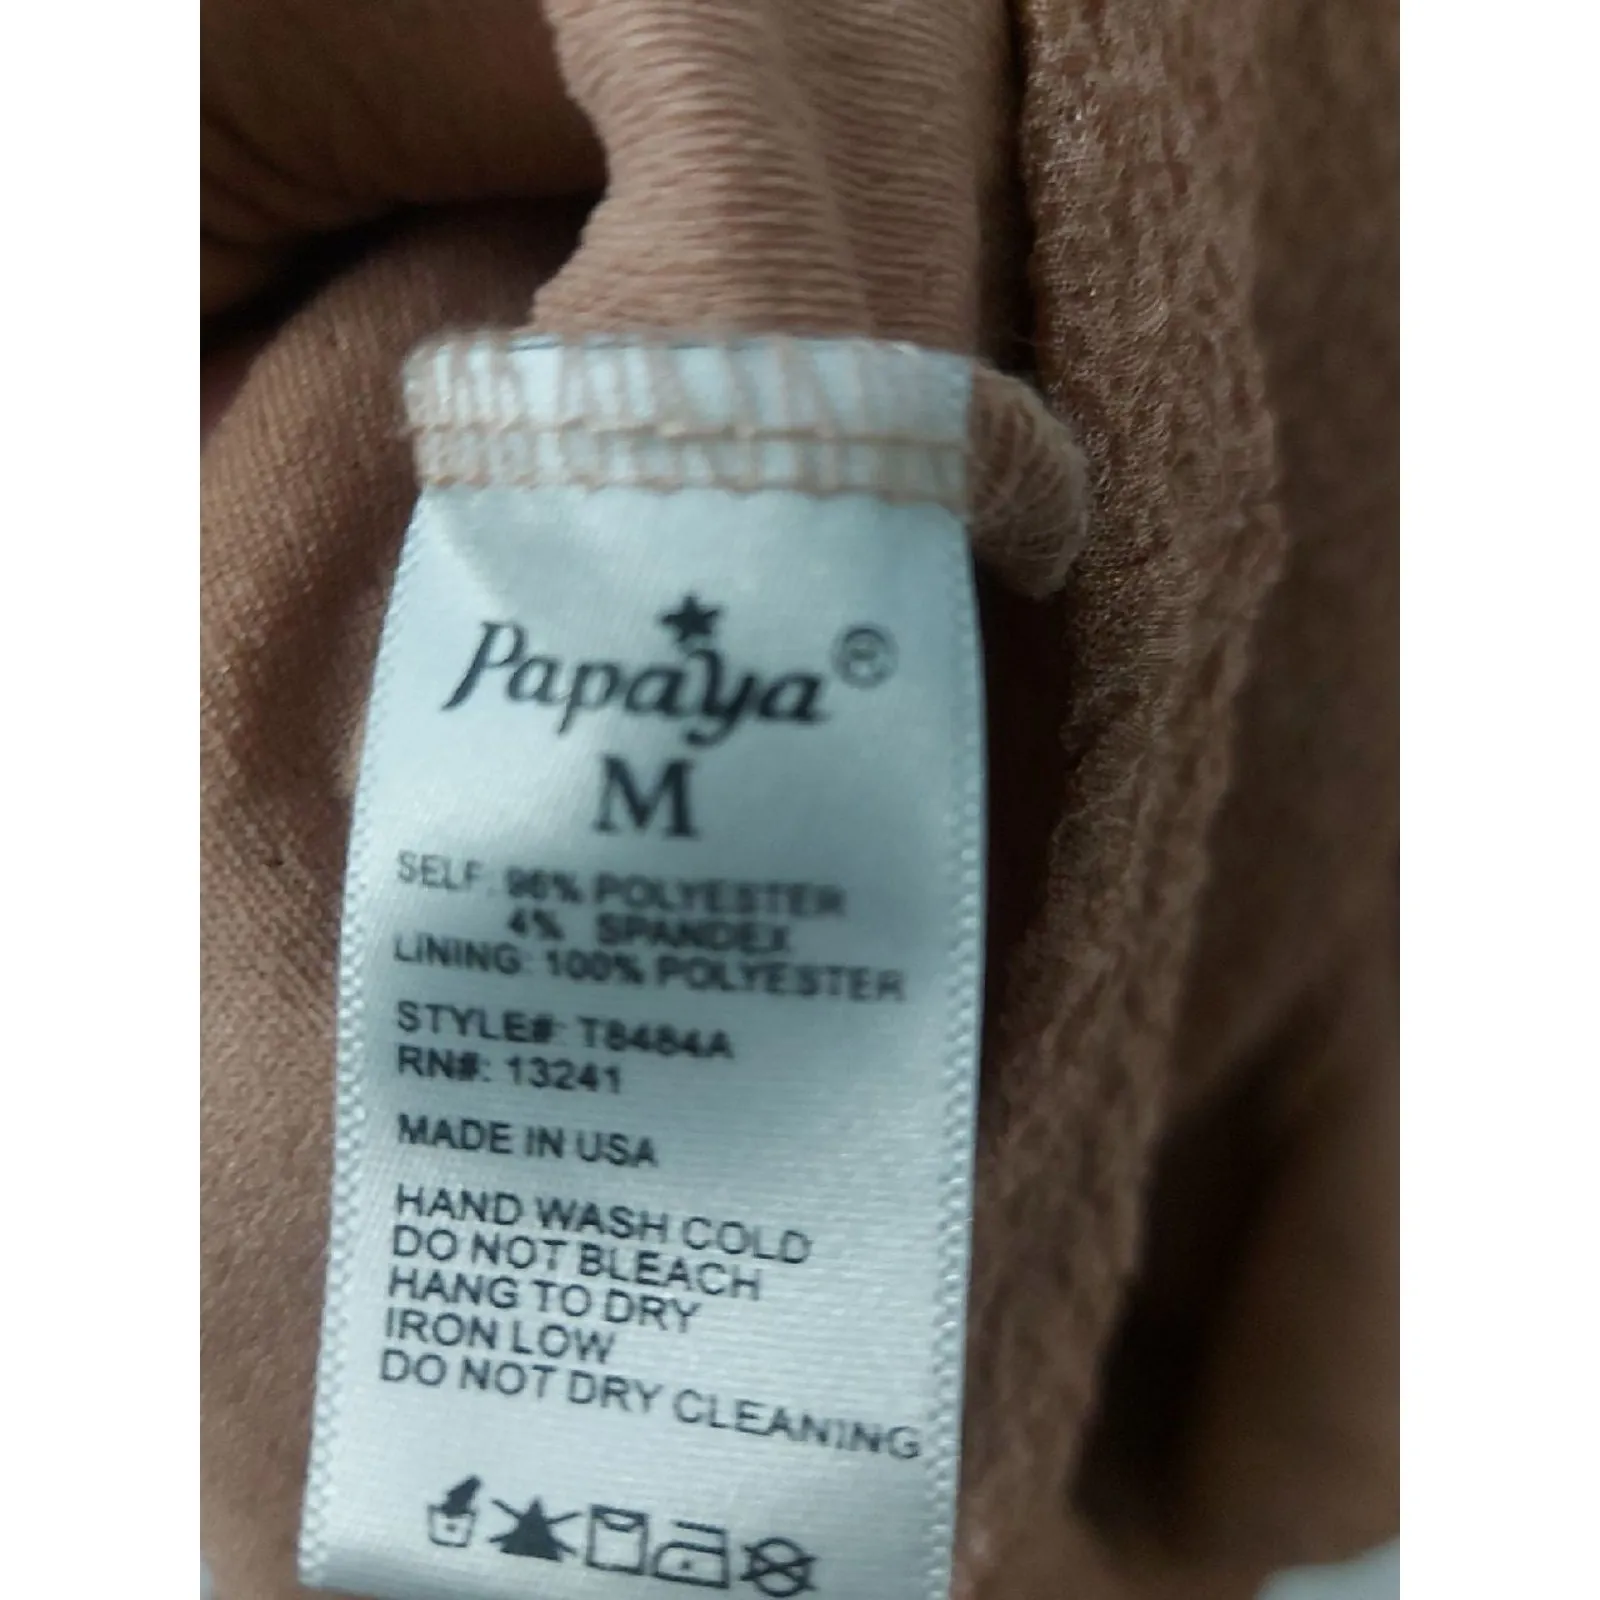 Papaya®
M
SELF: 96% POLYESTER
4% SPANDEX
LINING: 100% POLYESTER
STYLE#: T8484A
RN#: 13241
MADE IN USA
HAND WASH COLD
DO NOT BLEACH
HANG TO DRY
IRON LOW
DO NOT DRY CLEANING